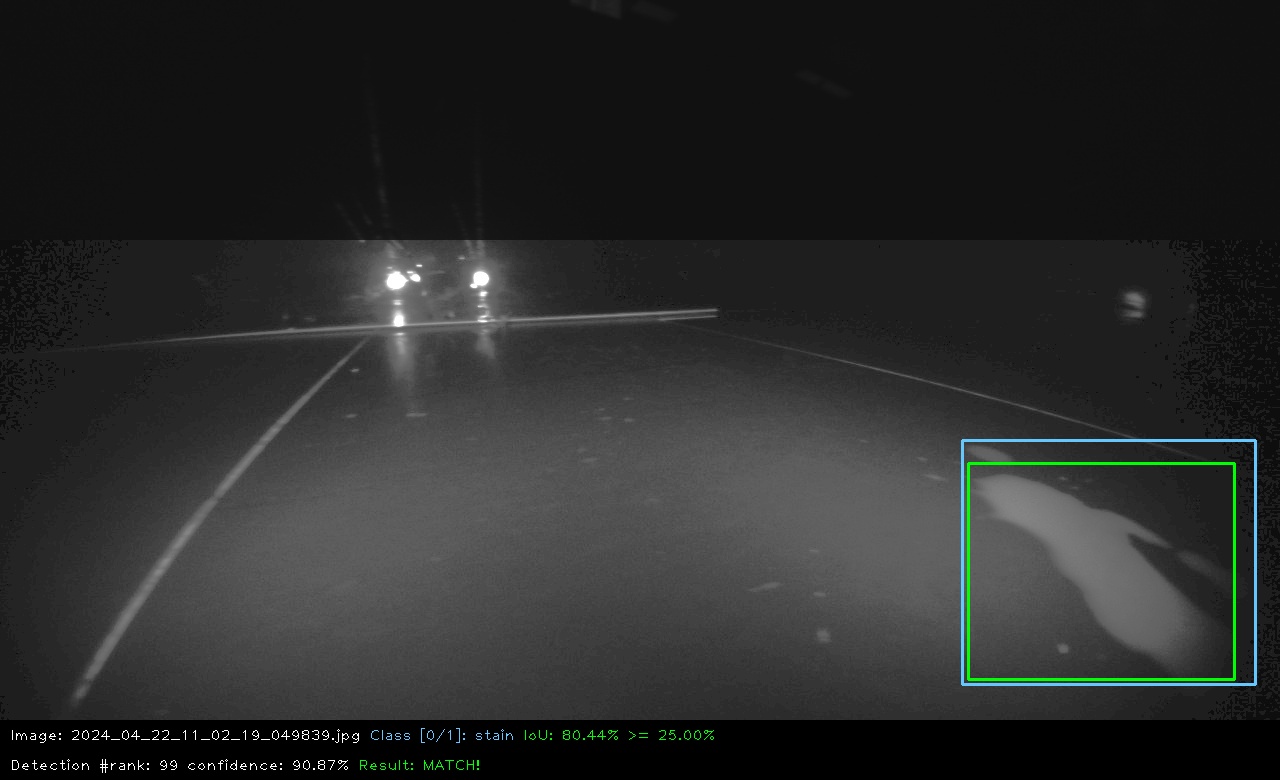 Image: 2024_04_22_11_02_19_049839.jpg Class [0/1]: stain IoU: 80.44% >= 25.00%
Detection #rank: 99 confidence: 90.87% Result: MATCH!